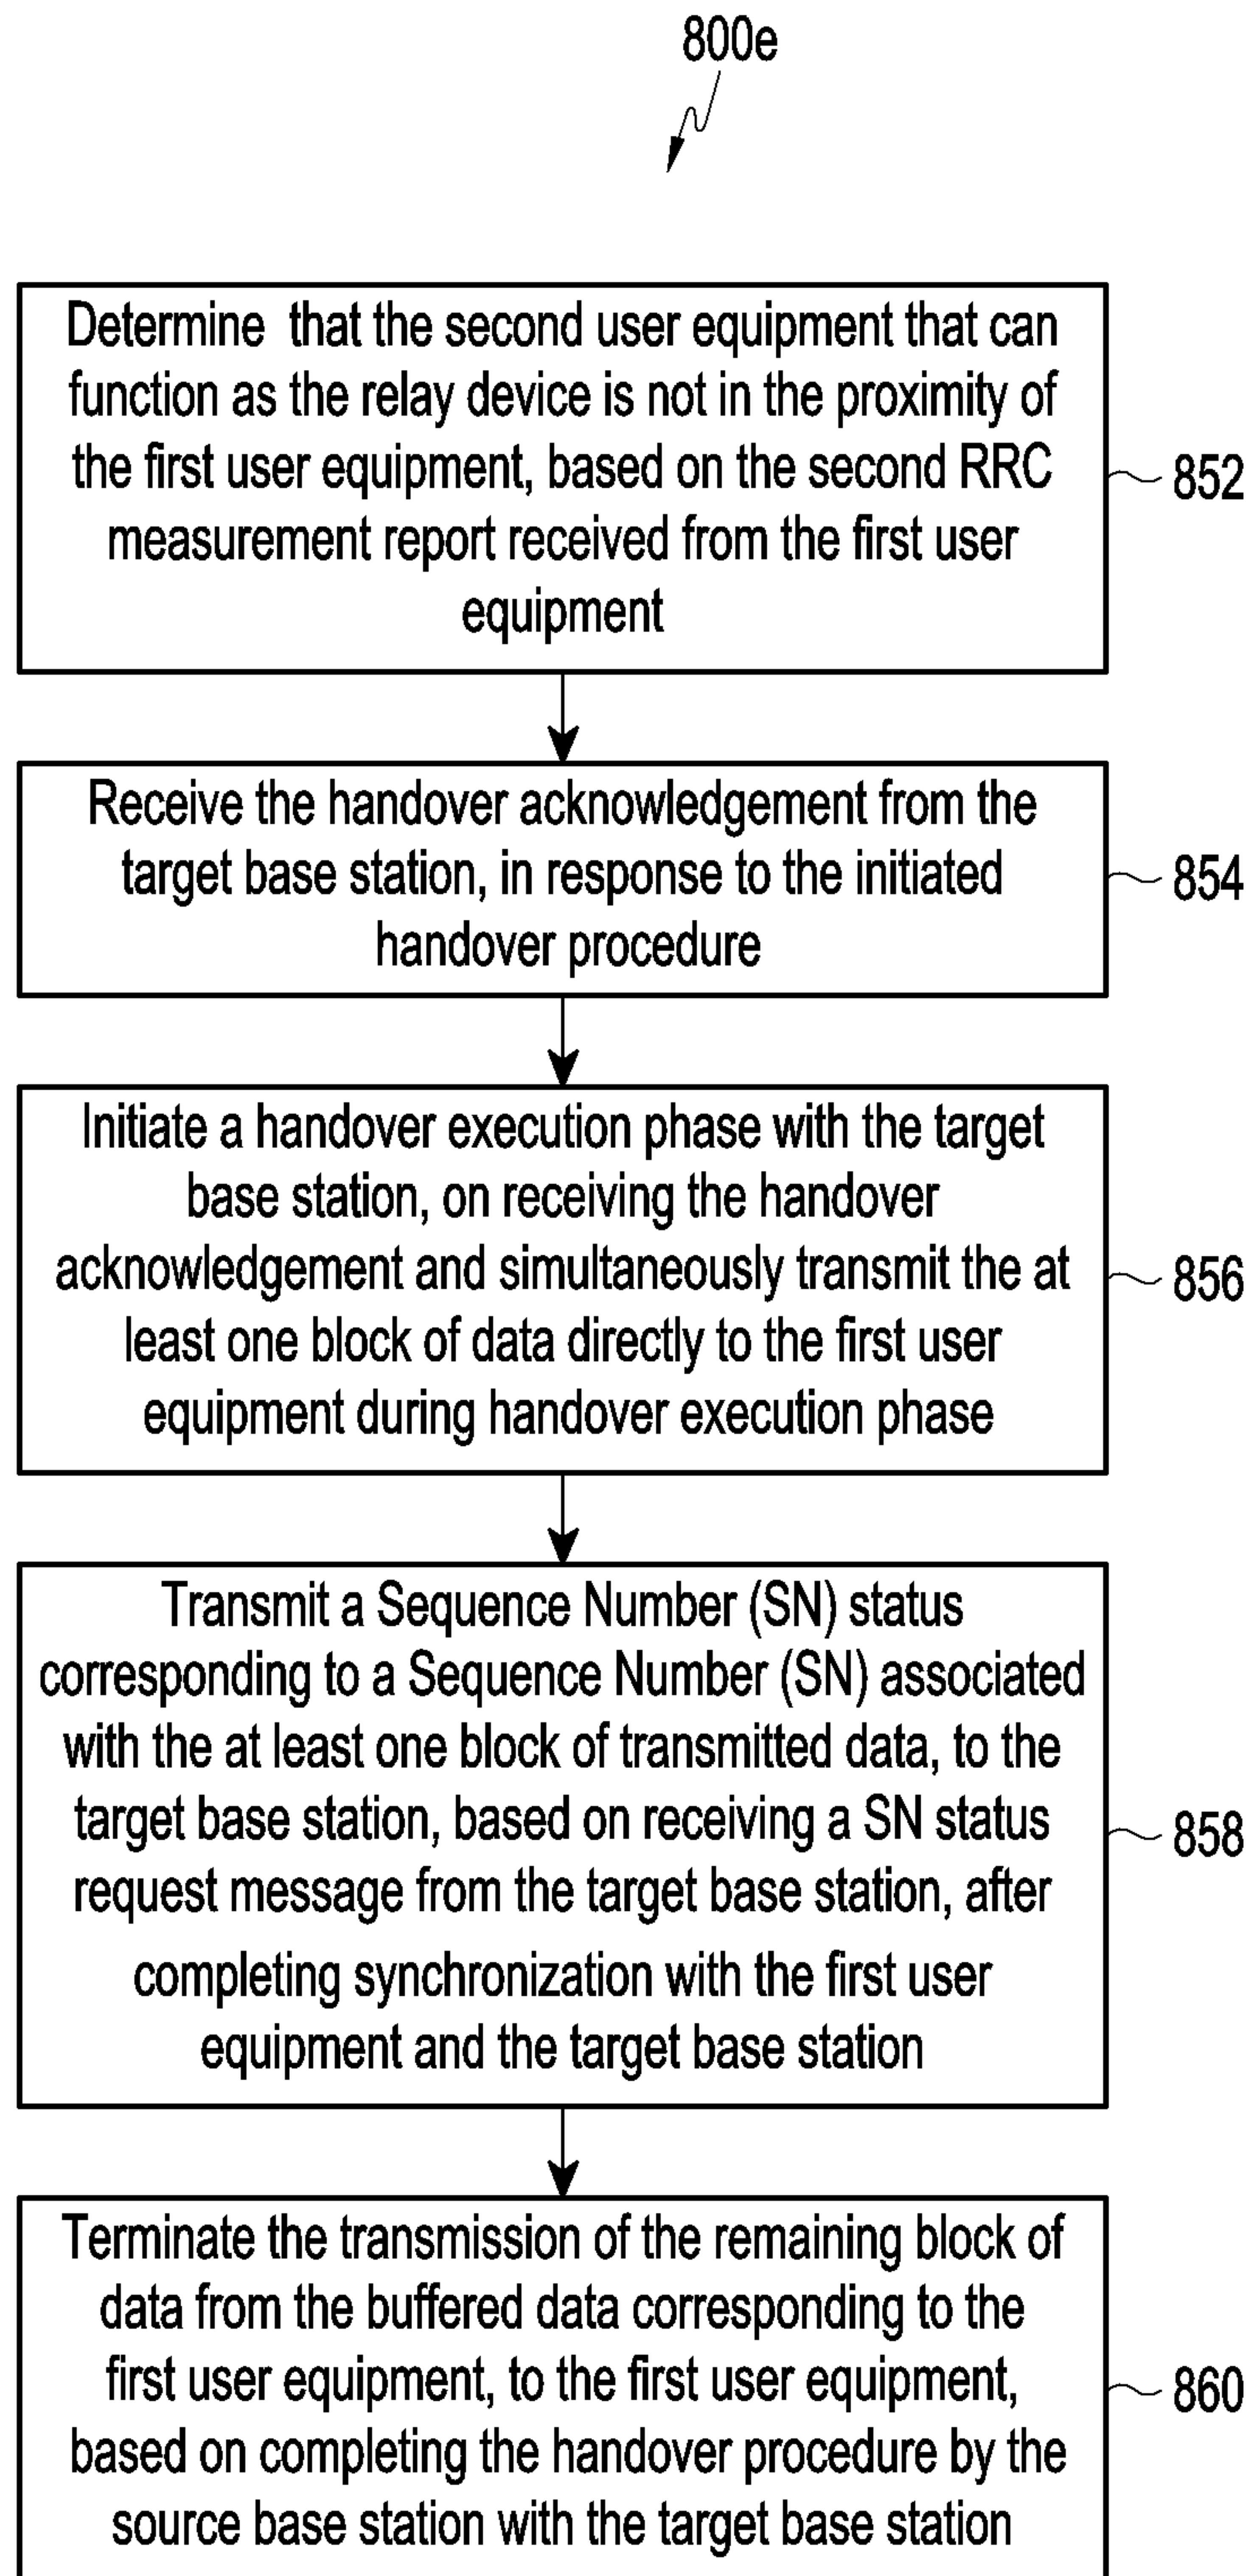 800e
Determine that the second user equipment that can
function as the relay device is not in the proximity of
the first user equipment, based on the second RRC
measurement report received from the first user
equipment
852
Receive the handover acknowledgement from the
target base station, in response to the initiated
handover procedure
854
Initiate a handover execution phase with the target
base station, on receiving the handover
acknowledgement and simultaneously transmit the at
least one block of data directly to the first user
equipment during handover execution phase
856
Transmit a Sequence Number (SN) status
corresponding to a Sequence Number (SN) associated
with the at least one block of transmitted data, to the
target base station, based on receiving a SN status
request message from the target base station, after
completing synchronization with the first user
equipment and the target base station
858
Terminate the transmission of the remaining block of
data from the buffered data corresponding to the
first user equipment, to the first user equipment,
based on completing the handover procedure by the
source base station with the target base station
860